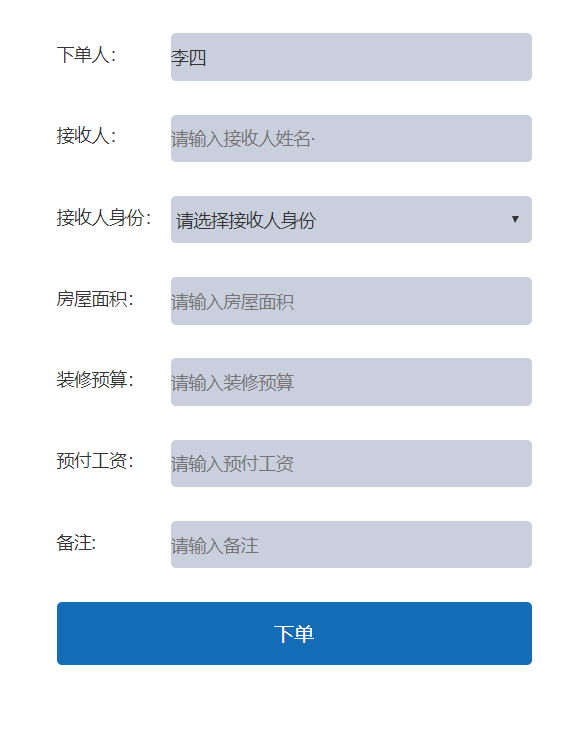 下单人： 李四
接收人： 请输入接收人姓名·
接收人身份： 请选择接收人身份
房屋面积： 请输入房屋面积
装修预算： 请输入装修预算
预付工资： 请输入预付工资
备注: 请输入备注
下单